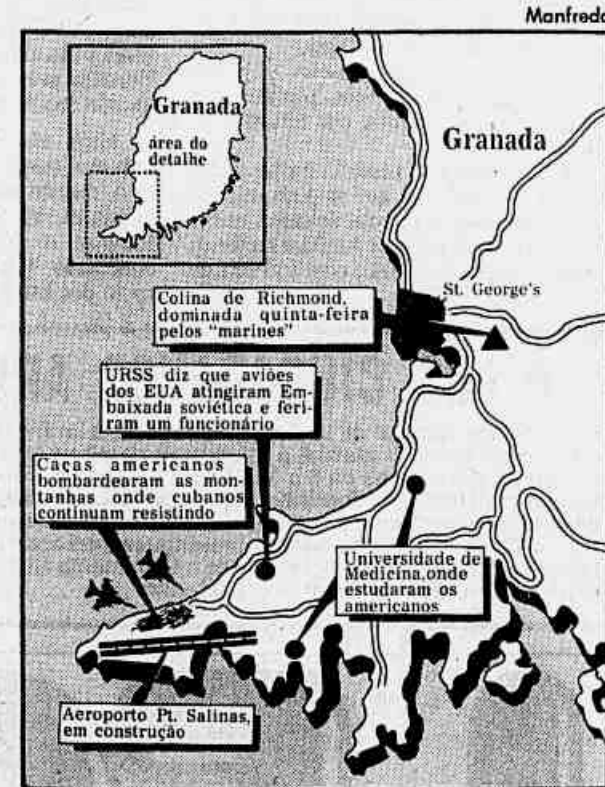 Manfredo
Granada
área do
detalhe
Granada
St. George's
Colina de Richmond,
dominada quinta-feira
pelos "marines"
URSS diz que aviões
dos EUA atingiram Em-
baixada soviética e feri-
ram um funcionário
Caças americanos
bombardearam as mon-
tanhas onde cubanos
continuam resistindo
Universidade de
Medicina, onde
estudaram os
americanos
Aeroporto Pt. Salinas,
em construção